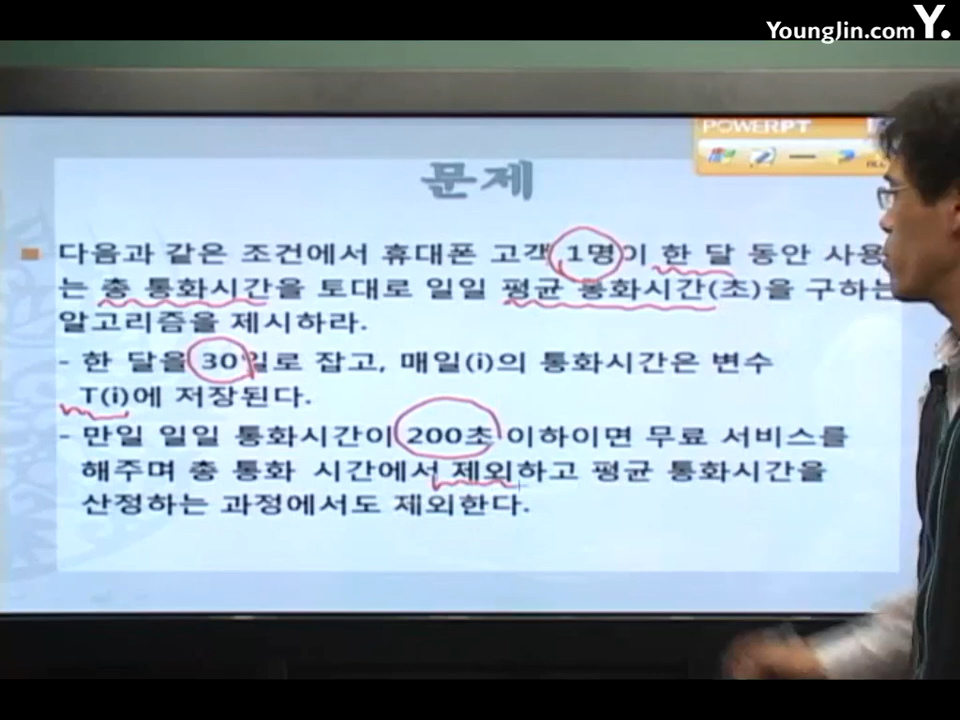 YoungJin.com Y.
POWERPT
문제
다음과 같은 조건에서 휴대폰 고객 1명이 한 달 동안 사용
는 총 통화시간을 토대로 일일 평균 통화시간(초)을 구하는
알고리즘을 제시하라.
- 한 달을 30일로 잡고, 매일(i)의 통화시간은 변수
T(i)에 저장된다.
- 만일 일일 통화시간이 200초 이하이면 무료 서비스를
해주며 총 통화 시간에서 제외하고 평균 통화시간을
산정하는 과정에서도 제외한다.